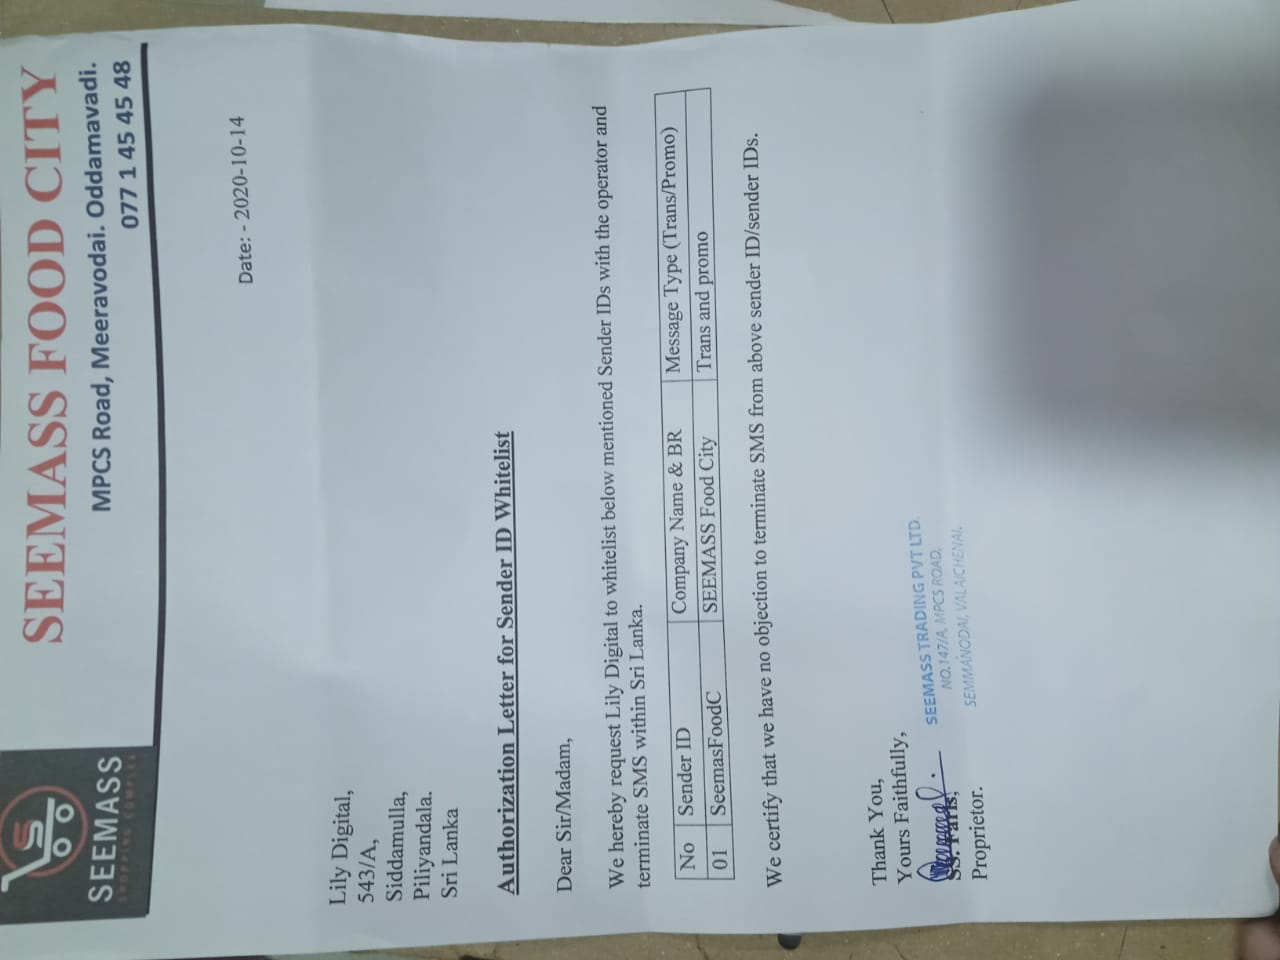 SEEMASS
SHOPPING COMPLEX
SEEMASS FOOD CITY
MPCS Road, Meeravodai. Oddamavadi.
077 1 45 45 48
Date: - 2020-10-14
Lily Digital,
543/A,
Siddamulla,
Piliyandala.
Sri Lanka
Authorization Letter for Sender ID Whitelist
Dear Sir/Madam,
We hereby request Lily Digital to whitelist below mentioned Sender IDs with the operator and
terminate SMS within Sri Lanka.
No Sender ID Company Name & BR Message Type (Trans/Promo)
01 SeemasFoodC SEEMASS Food City Trans and promo
We certify that we have no objection to terminate SMS from above sender ID/sender IDs.
Thank You,
Yours Faithfully,
S.S. Faris,
Proprietor.
SEEMASS TRADING PVT LTD.
NO.147/A, MPCS ROAD,
SEMMANODAI, VALAICHENAI.